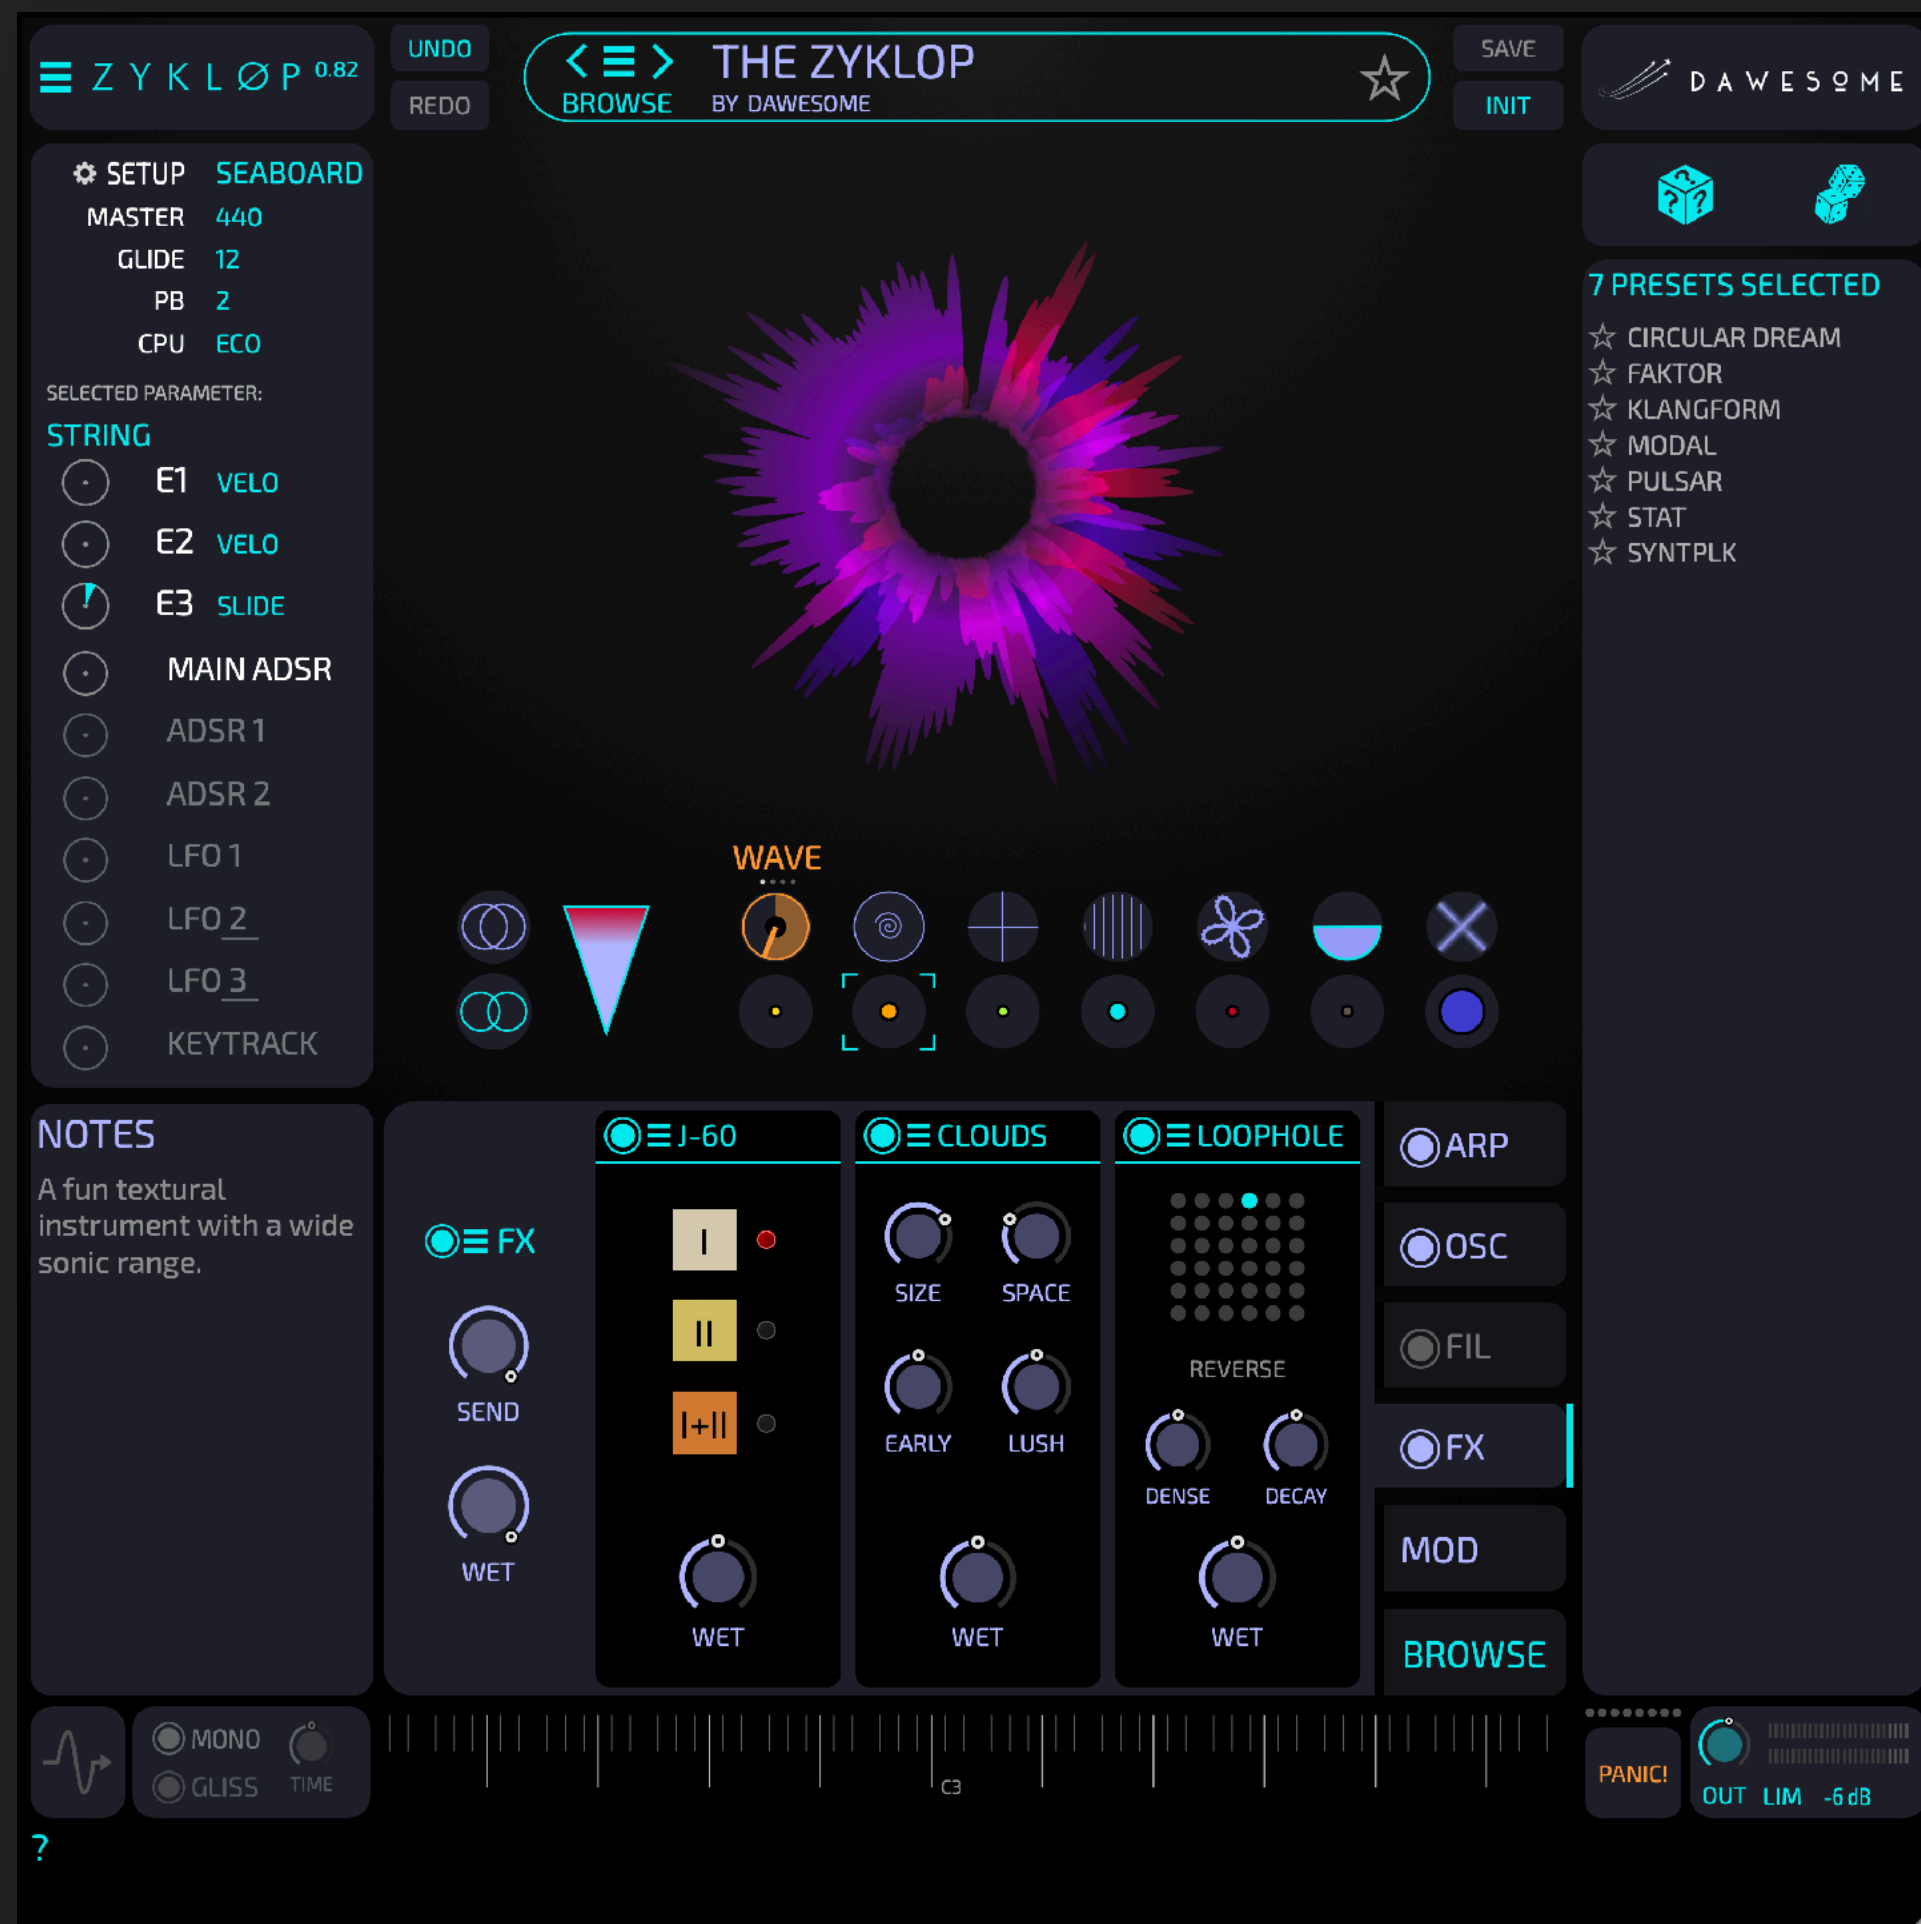 ZYKLØP 0.82
UNDO
REDO
BROWSE
THE ZYKLOP
BY DAWESOME
SAVE
INIT
DAWESOME
SETUP SEABOARD
MASTER 440
GLIDE 12
PB 2
CPU ECO
SELECTED PARAMETER:
STRING
E1 VELO
E2 VELO
E3 SLIDE
MAIN ADSR
ADSR 1
ADSR 2
LFO 1
LFO 2
LFO 3
KEYTRACK
? ? ?
7 PRESETS SELECTED
CIRCULAR DREAM
FAKTOR
KLANGFORM
MODAL
PULSAR
STAT
SYNTPLK
WAVE
NOTES
A fun textural
instrument with a wide
sonic range.
FX
SEND
WET
J-60
I
II
I+II
WET
CLOUDS
SIZE SPACE
EARLY LUSH
WET
LOOPHOLE
REVERSE
DENSE DECAY
WET
ARP
OSC
FIL
FX
MOD
BROWSE
MONO
GLISS
TIME
C3
PANIC!
OUT LIM -6 dB
?